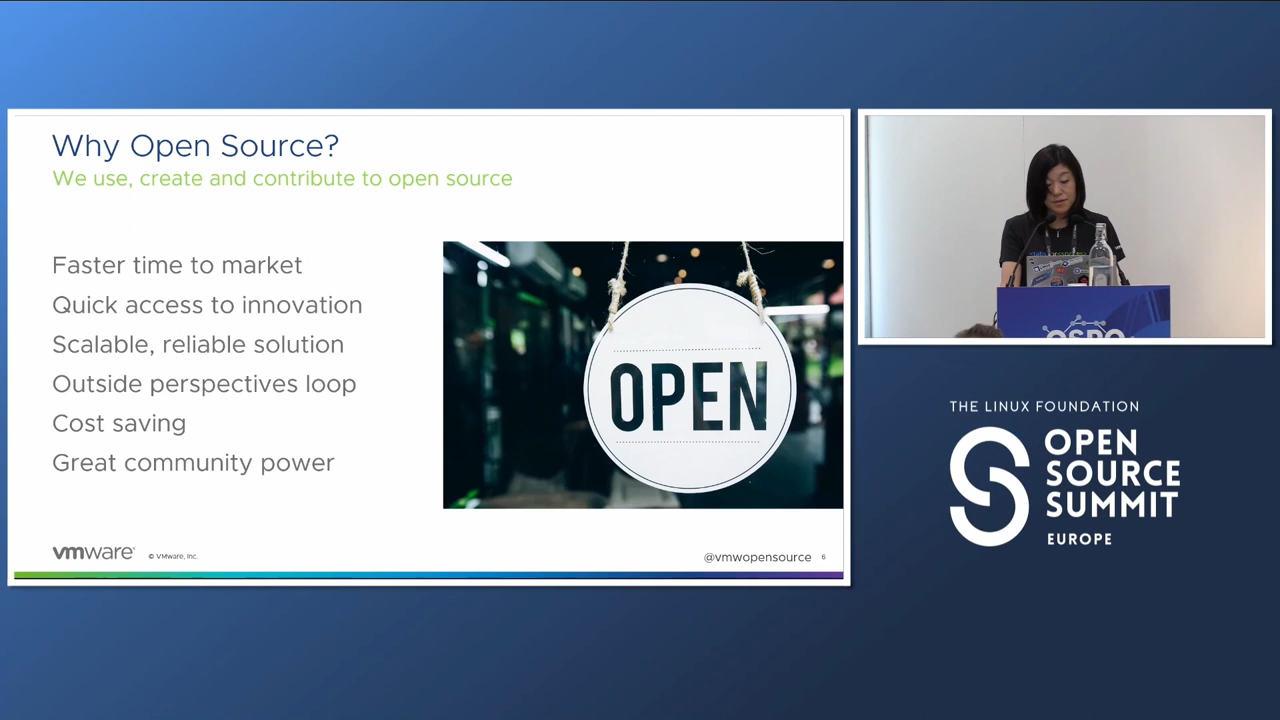 Why Open Source?
We use, create and contribute to open source
Faster time to market
Quick access to innovation
Scalable, reliable solution
Outside perspectives loop
Cost saving
Great community power
OPEN
vmware
© VMware, Inc.
@vmwopensource
6
OSPO
THE LINUX FOUNDATION
OPEN
SOURCE
SUMMIT
EUROPE